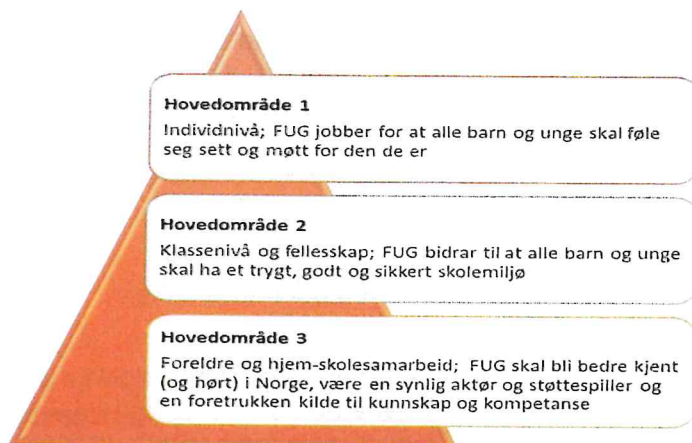 Hovedområde 1
Individnivå; FUG jobber for at alle barn og unge skal føle
seg sett og møtt for den de er
Hovedområde 2
Klassenivå og fellesskap; FUG bidrar til at alle barn og unge
skal ha et trygt, godt og sikkert skolemiljø
Hovedområde 3
Foreldre og hjem-skolesamarbeid; FUG skal bli bedre kjent
(og hørt) i Norge, være en synlig aktør og støttespiller og
en foretrukken kilde til kunnskap og kompetanse